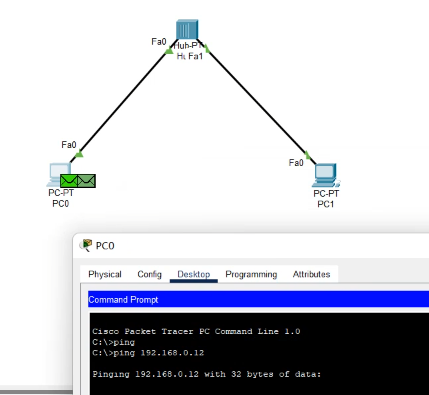 Fa0
Hub-PT
Fa1
Fa0
Fa0
PC-PT
PC0
PC-PT
PC1
PC0
Physical Config Desktop Programming Attributes
Command Prompt
Cisco Packet Tracer PC Command Line 1.0
C:\>ping
C:\>ping 192.168.0.12
Pinging 192.168.0.12 with 32 bytes of data: